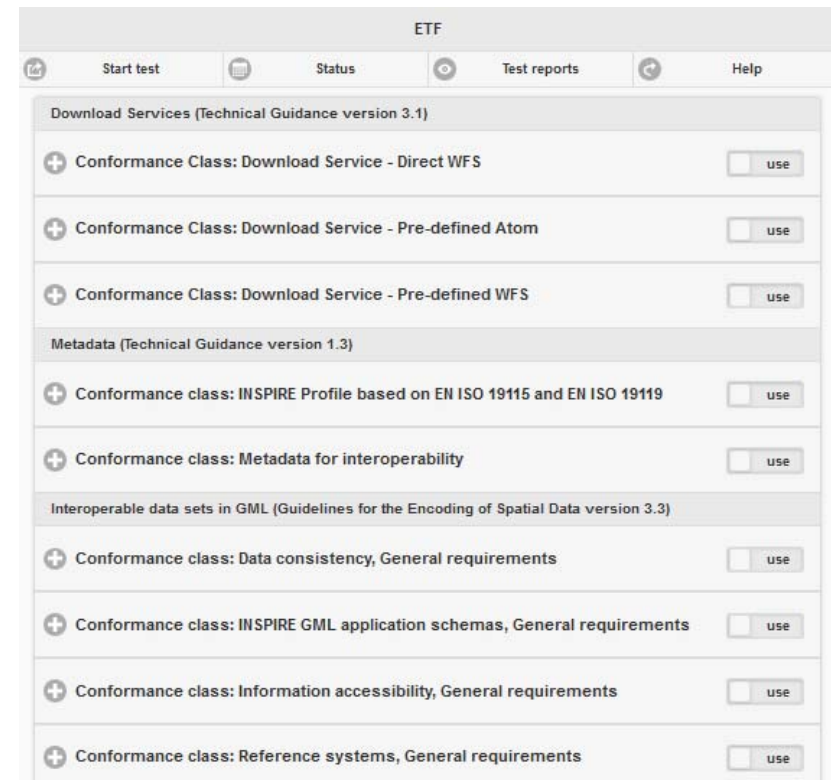 ETF
Start test Status Test reports Help
Download Services (Technical Guidance version 3.1)
Conformance Class: Download Service - Direct WFS use
Conformance Class: Download Service - Pre-defined Atom use
Conformance Class: Download Service - Pre-defined WFS use
Metadata (Technical Guidance version 1.3)
Conformance class: INSPIRE Profile based on EN ISO 19115 and EN ISO 19119 use
Conformance class: Metadata for interoperability use
Interoperable data sets in GML (Guidelines for the Encoding of Spatial Data version 3.3)
Conformance class: Data consistency, General requirements use
Conformance class: INSPIRE GML application schemas, General requirements use
Conformance class: Information accessibility, General requirements use
Conformance class: Reference systems, General requirements use